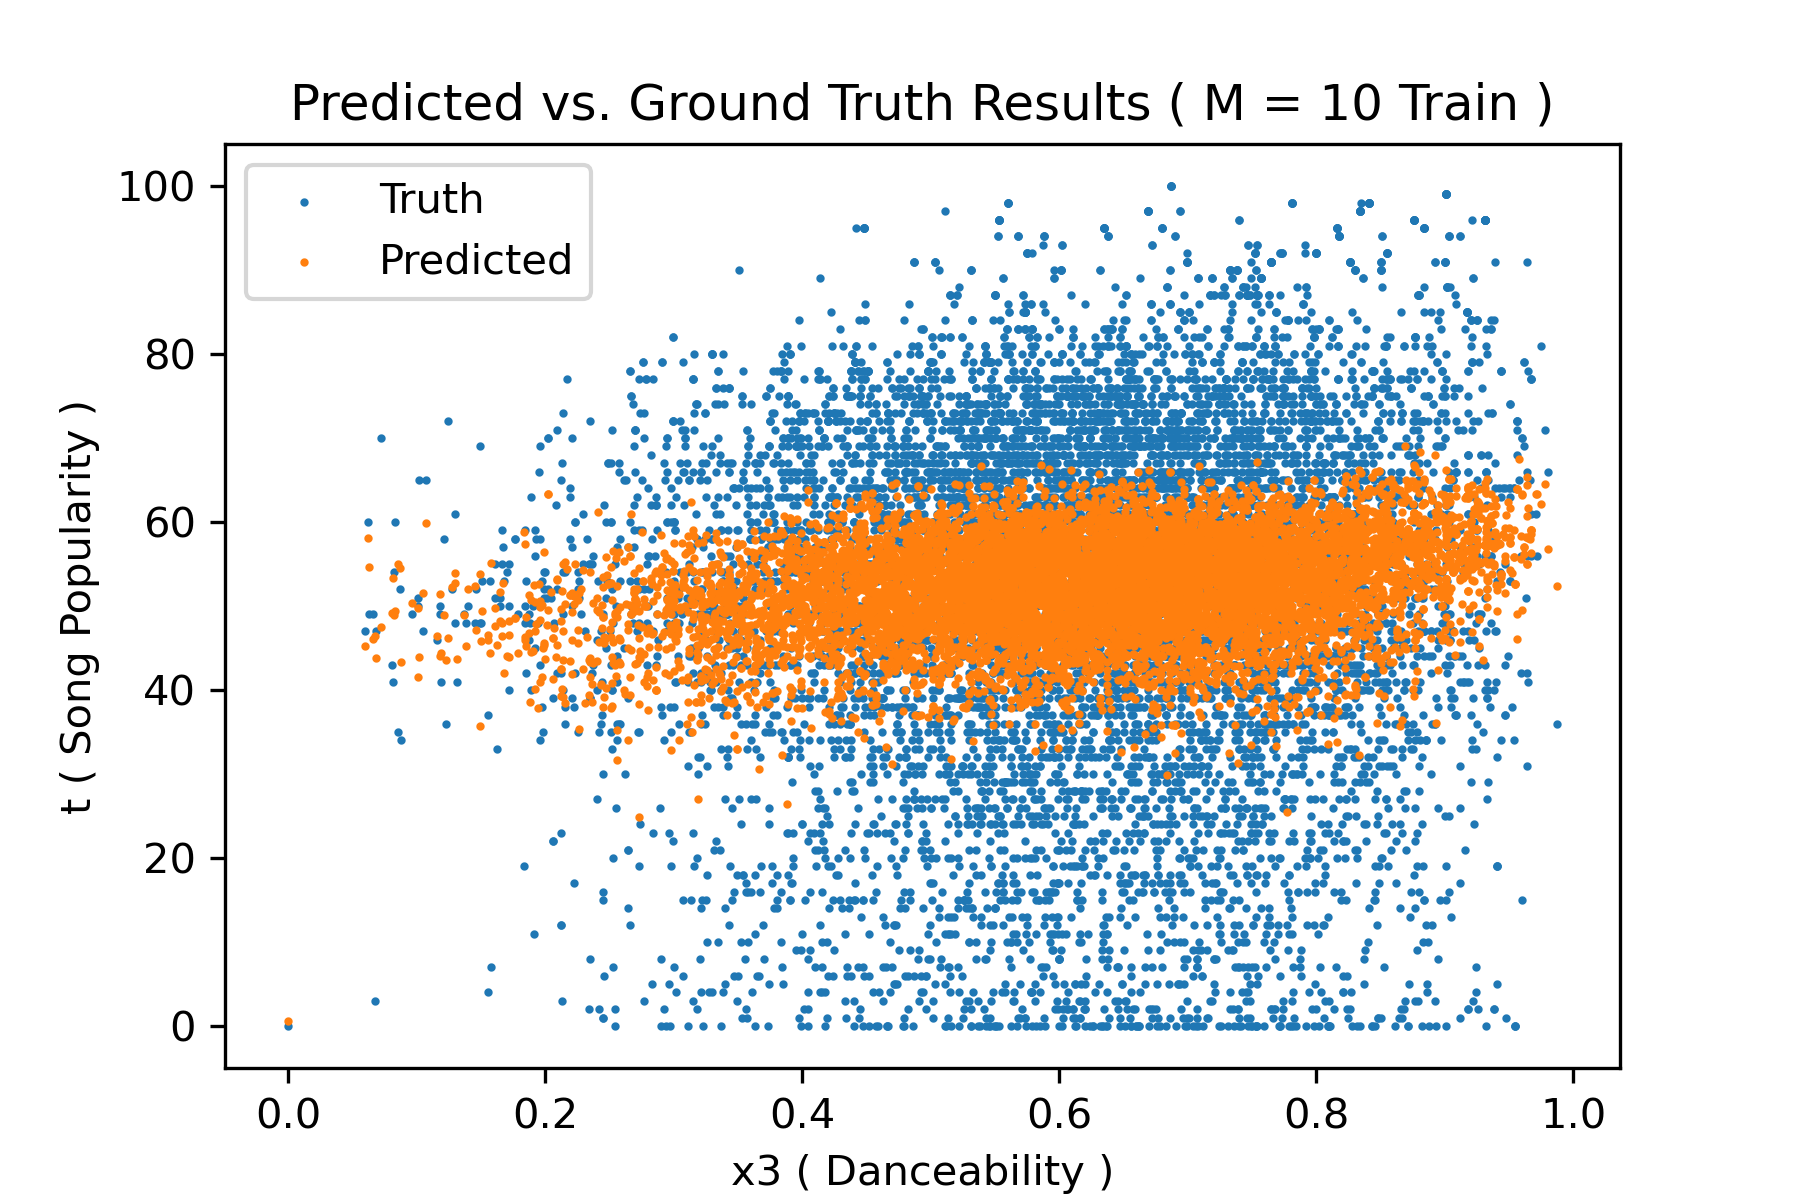 Predicted vs. Ground Truth Results ( M = 10 Train )
Truth
Predicted
100
80
60
40
20
0
t ( Song Popularity )
0.0 0.2 0.4 0.6 0.8 1.0
x3 ( Danceability )